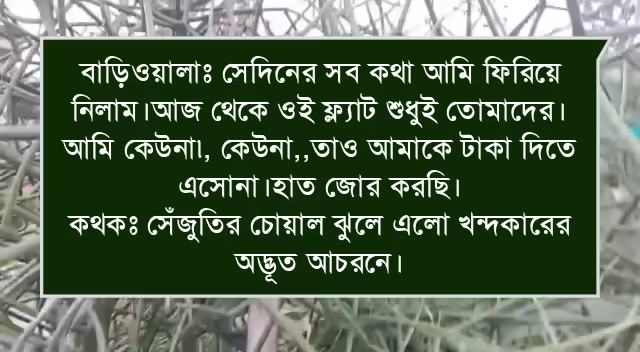 বাড়িওয়ালাঃ সেদিনের সব কথা আমি ফিরিয়ে
নিলাম।আজ থেকে ওই ফ্ল্যাট শুধুই তোমাদের।
আমি কেউনা৷, কেউনা,,তাও আমাকে টাকা দিতে
এসোনা।হাত জোর করছি।
কথকঃ সেঁজুতির চোয়াল ঝুলে এলো খন্দকারের
অদ্ভূত আচরনে।